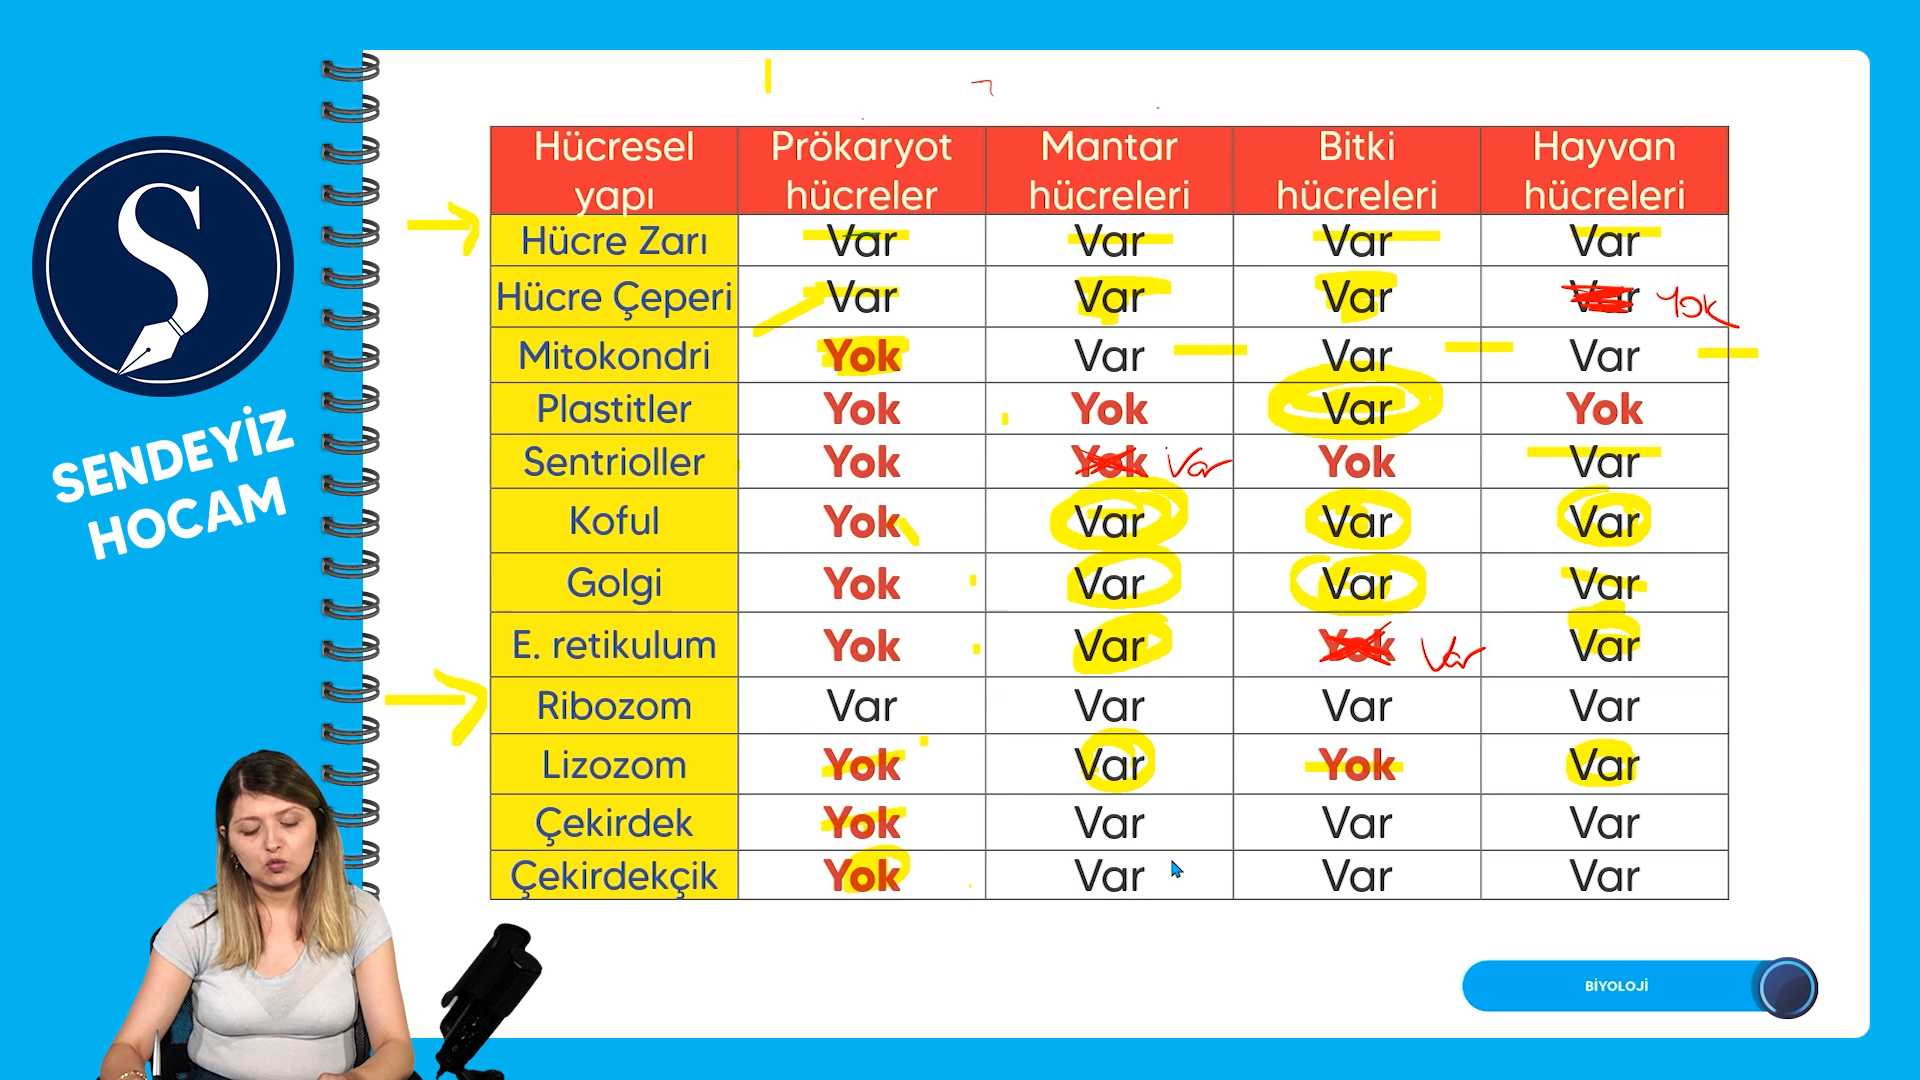 SENDEYİZ
HOCAM
Hücresel yapı Prökaryot hücreler Mantar hücreleri Bitki hücreleri Hayvan hücreleri
Hücre Zarı Var Var Var Var
Hücre Çeperi Var Var Var Var Yok
Mitokondri Yok Var Var Var
Plastitler Yok Yok Var Yok
Sentrioller Yok Yok Var Yok Var
Koful Yok Var Var Var
Golgi Yok Var Var Var
E. retikulum Yok Var Yok Var Var
Ribozom Var Var Var Var
Lizozom Yok Var Yok Var
Çekirdek Yok Var Var Var
Çekirdekçik Yok Var Var Var
BİYOLOJİ